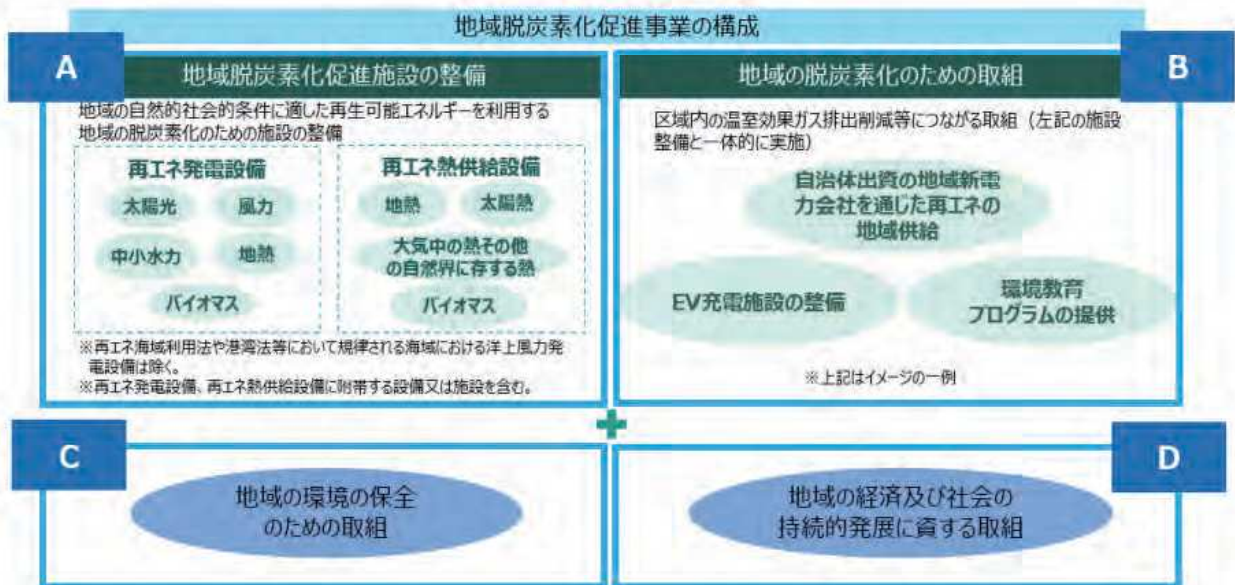 地域脱炭素化促進事業の構成
A
地域脱炭素化促進施設の整備
地域の自然的社会的条件に適した再生可能エネルギーを利用する
地域の脱炭素化のための施設の整備
再エネ発電設備
太陽光
風力
中小水力
地熱
バイオマス
再エネ熱供給設備
地熱
太陽熱
大気中の熱その他
の自然界に存する熱
バイオマス
※再エネ海域利用法や港湾法等において規律される海域における洋上風力発
電設備は除く。
※再エネ発電設備、再エネ熱供給設備に附帯する設備又は施設を含む。
B
地域の脱炭素化のための取組
区域内の温室効果ガス排出削減等につながる取組（左記の施設
整備と一体的に実施）
自治体出資の地域新電
力会社を通じた再エネの
地域供給
EV充電施設の整備
環境教育
プログラムの提供
※上記はイメージの一例
C
地域の環境の保全
のための取組
D
地域の経済及び社会の
持続的発展に資する取組